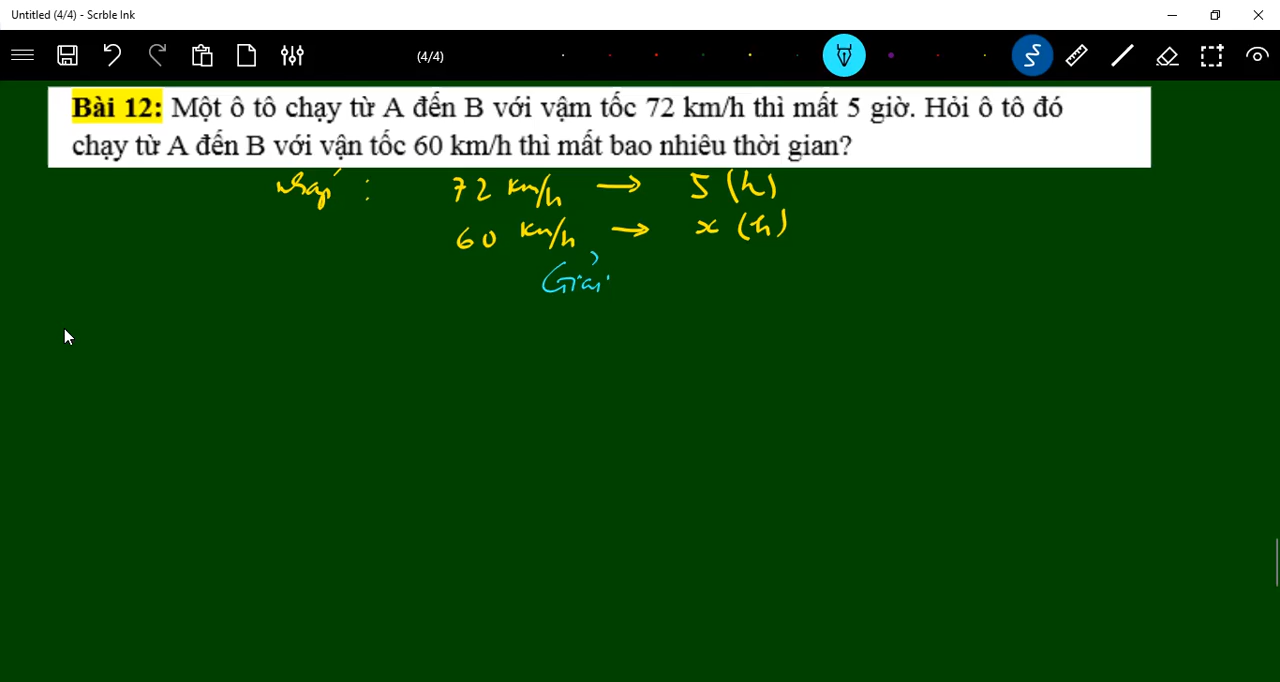 Untitled (4/4) - Scrble Ink
(4/4)
Bài 12: Một ô tô chạy từ A đến B với vậm tốc 72 km/h thì mất 5 giờ. Hỏi ô tô đó
chạy từ A đến B với vận tốc 60 km/h thì mất bao nhiêu thời gian?
nháp : 72 km/h → 5 (h)
60 km/h → x (h)
Giải